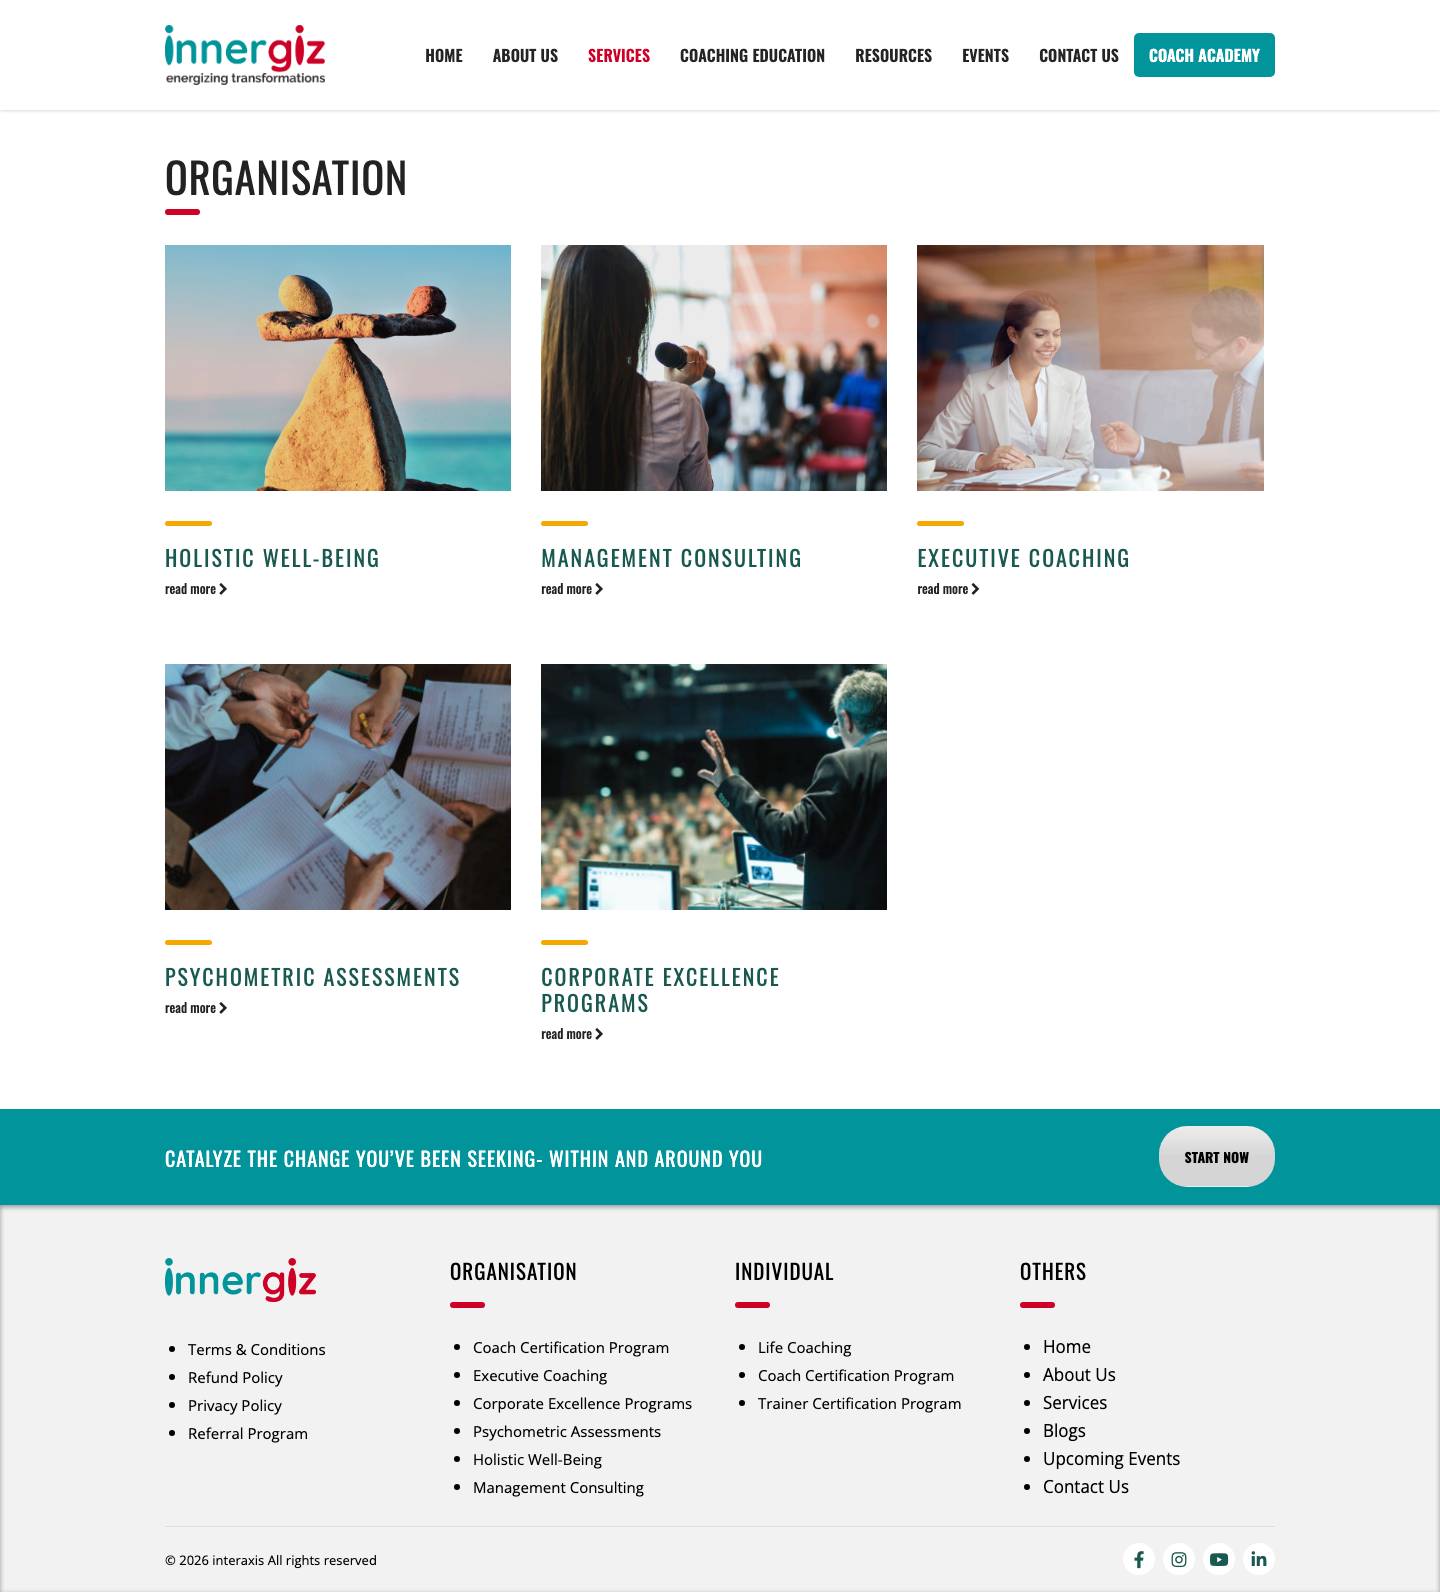 innergiz
energizing transformations
HOME ABOUT US SERVICES COACHING EDUCATION RESOURCES EVENTS CONTACT US COACH ACADEMY
ORGANISATION
HOLISTIC WELL-BEING
read more
MANAGEMENT CONSULTING
read more
EXECUTIVE COACHING
read more
PSYCHOMETRIC ASSESSMENTS
read more
CORPORATE EXCELLENCE
PROGRAMS
read more
CATALYZE THE CHANGE YOU’VE BEEN SEEKING- WITHIN AND AROUND YOU
START NOW
innergiz
Terms & Conditions
Refund Policy
Privacy Policy
Referral Program
ORGANISATION
Coach Certification Program
Executive Coaching
Corporate Excellence Programs
Psychometric Assessments
Holistic Well-Being
Management Consulting
INDIVIDUAL
Life Coaching
Coach Certification Program
Trainer Certification Program
OTHERS
Home
About Us
Services
Blogs
Upcoming Events
Contact Us
© 2026 interaxis All rights reserved